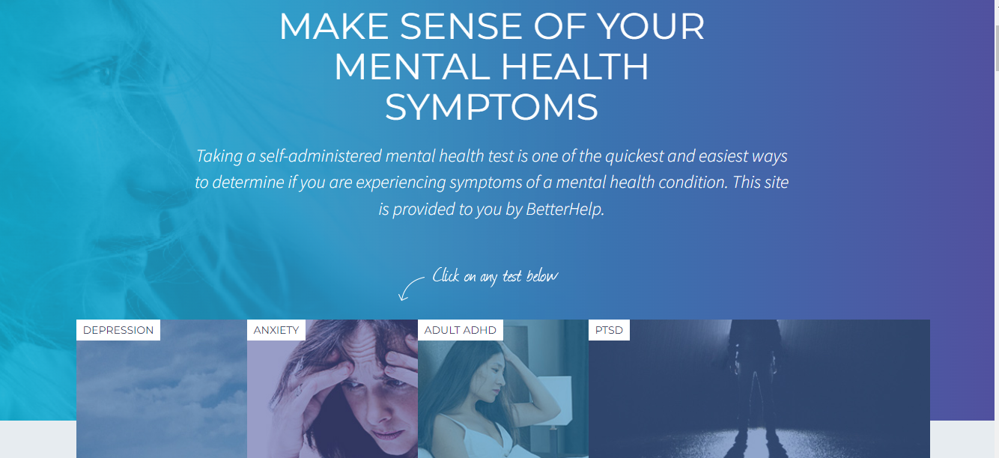 MAKE SENSE OF YOUR
MENTAL HEALTH
SYMPTOMS
Taking a self-administered mental health test is one of the quickest and easiest ways
to determine if you are experiencing symptoms of a mental health condition. This site
is provided to you by BetterHelp.
Click on any test below
DEPRESSION
ANXIETY
ADULT ADHD
PTSD